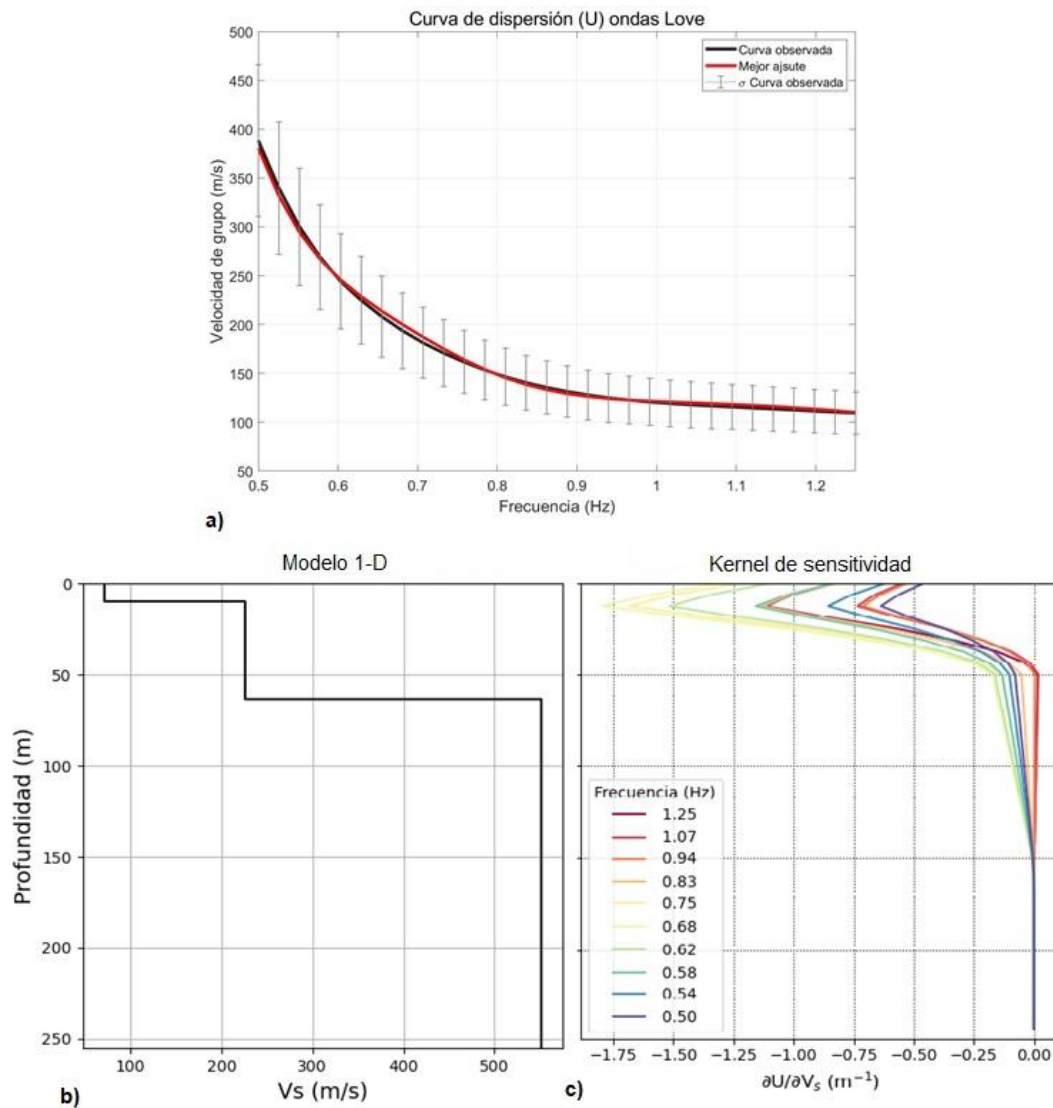 Curva de dispersión (U) ondas Love
500
450
400
350
300
250
200
150
100
50
Velocidad de grupo (m/s)
Curva observada
Mejor ajsute
σ Curva observada
0.5 0.6 0.7 0.8 0.9 1 1.1 1.2
Frecuencia (Hz)
a)
Modelo 1-D
0
50
100
150
200
250
Profundidad (m)
100 200 300 400 500
Vs (m/s)
b)
Kernel de sensitividad
Frecuencia (Hz)
1.25
1.07
0.94
0.83
0.75
0.68
0.62
0.58
0.54
0.50
−1.75 −1.50 −1.25 −1.00 −0.75 −0.50 −0.25 0.00
∂U/∂Vs (m⁻¹)
c)